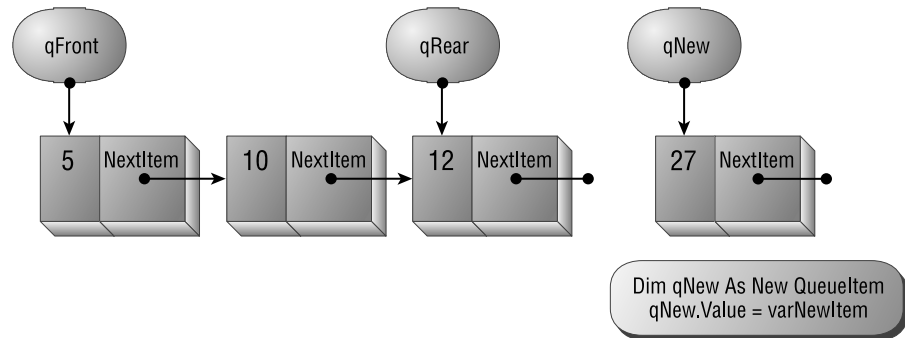 qFront
qRear
qNew
5 NextItem
10 NextItem
12 NextItem
27 NextItem
Dim qNew As New QueueItem
qNew.Value = varNewItem